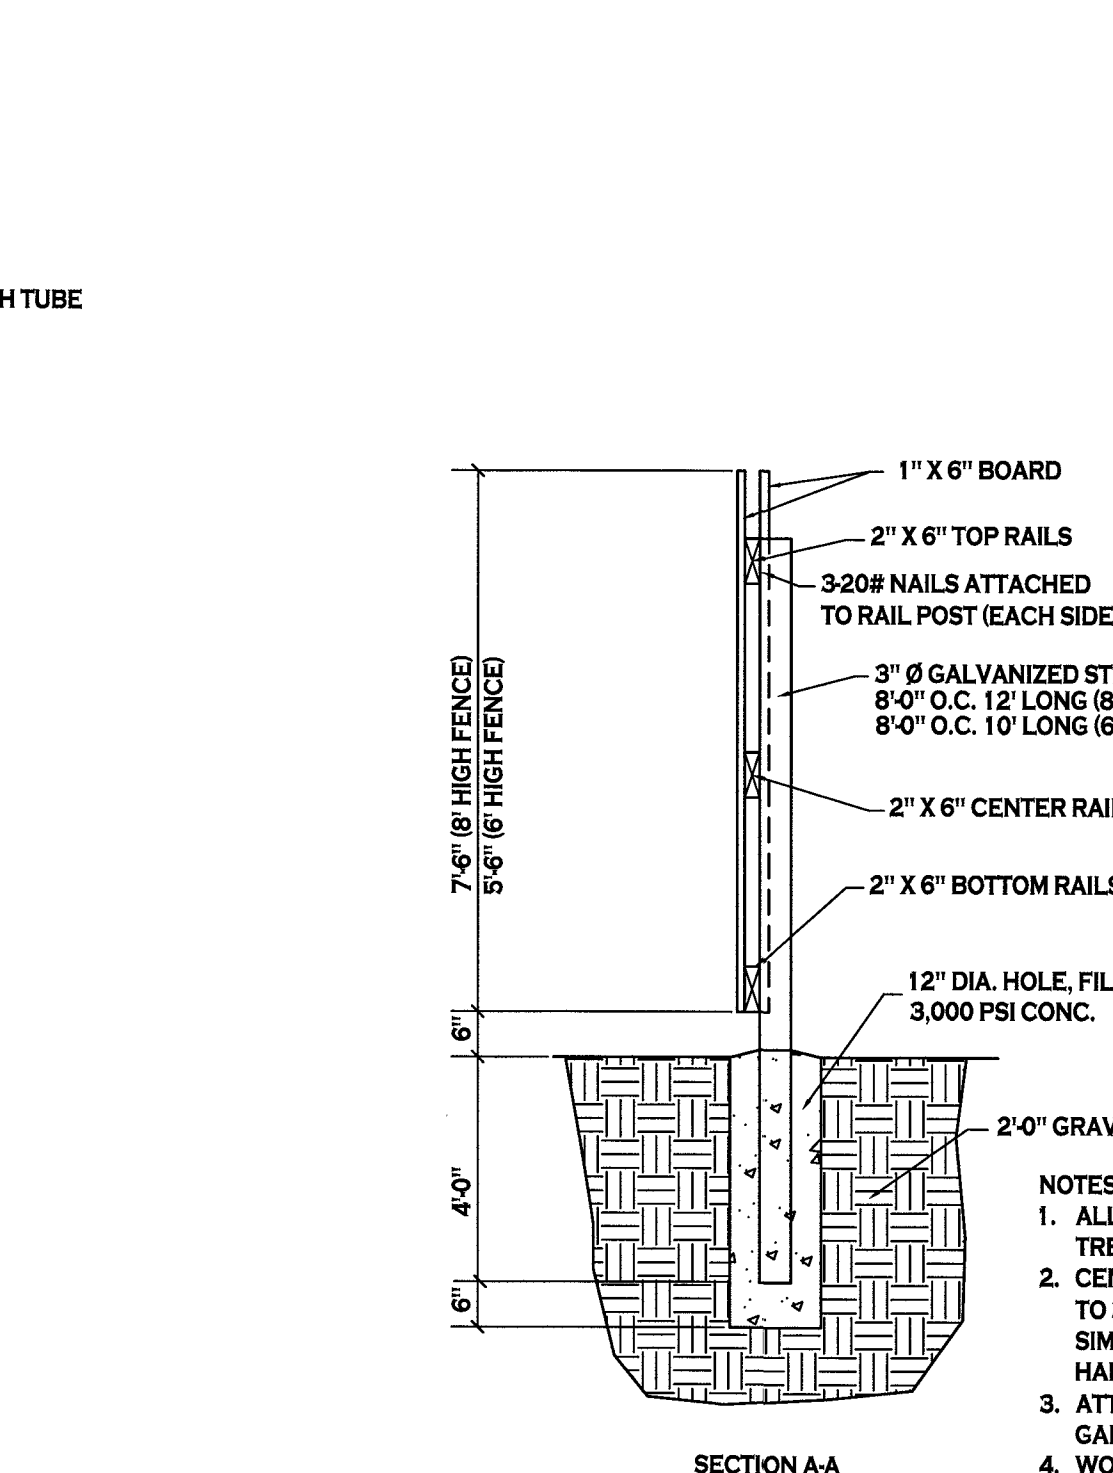 H TUBE
1" X 6" BOARD
2" X 6" TOP RAILS
3-20# NAILS ATTACHED
TO RAIL POST (EACH SIDE
3" Ø GALVANIZED ST
8'-0" O.C. 12' LONG (8
8'-0" O.C. 10' LONG (6
7'-6" (8' HIGH FENCE)
5'-6" (6' HIGH FENCE)
2" X 6" CENTER RAI
2" X 6" BOTTOM RAILS
12" DIA. HOLE, FIL
3,000 PSI CONC.
6"
2'-0" GRAV
4'-0"
6"
NOTES
1. ALL
TRE
2. CEN
TO
SIM
HAI
3. ATT
GAL
4. WO
SECTION A-A